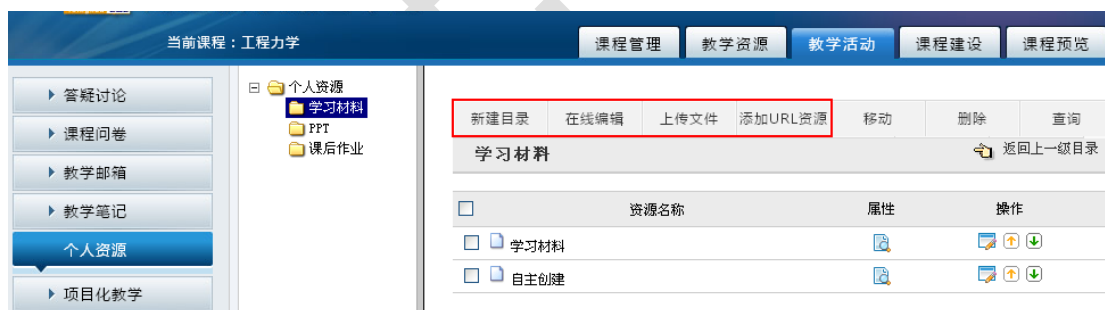 当前课程：工程力学
课程管理 教学资源 教学活动 课程建设 课程预览
答疑讨论
课程问卷
教学邮箱
教学笔记
个人资源
项目化教学
个人资源
学习材料
PPT
课后作业
新建目录 在线编辑 上传文件 添加URL资源 移动 删除 查询
学习材料 返回上一级目录
资源名称 属性 操作
学习材料
自主创建